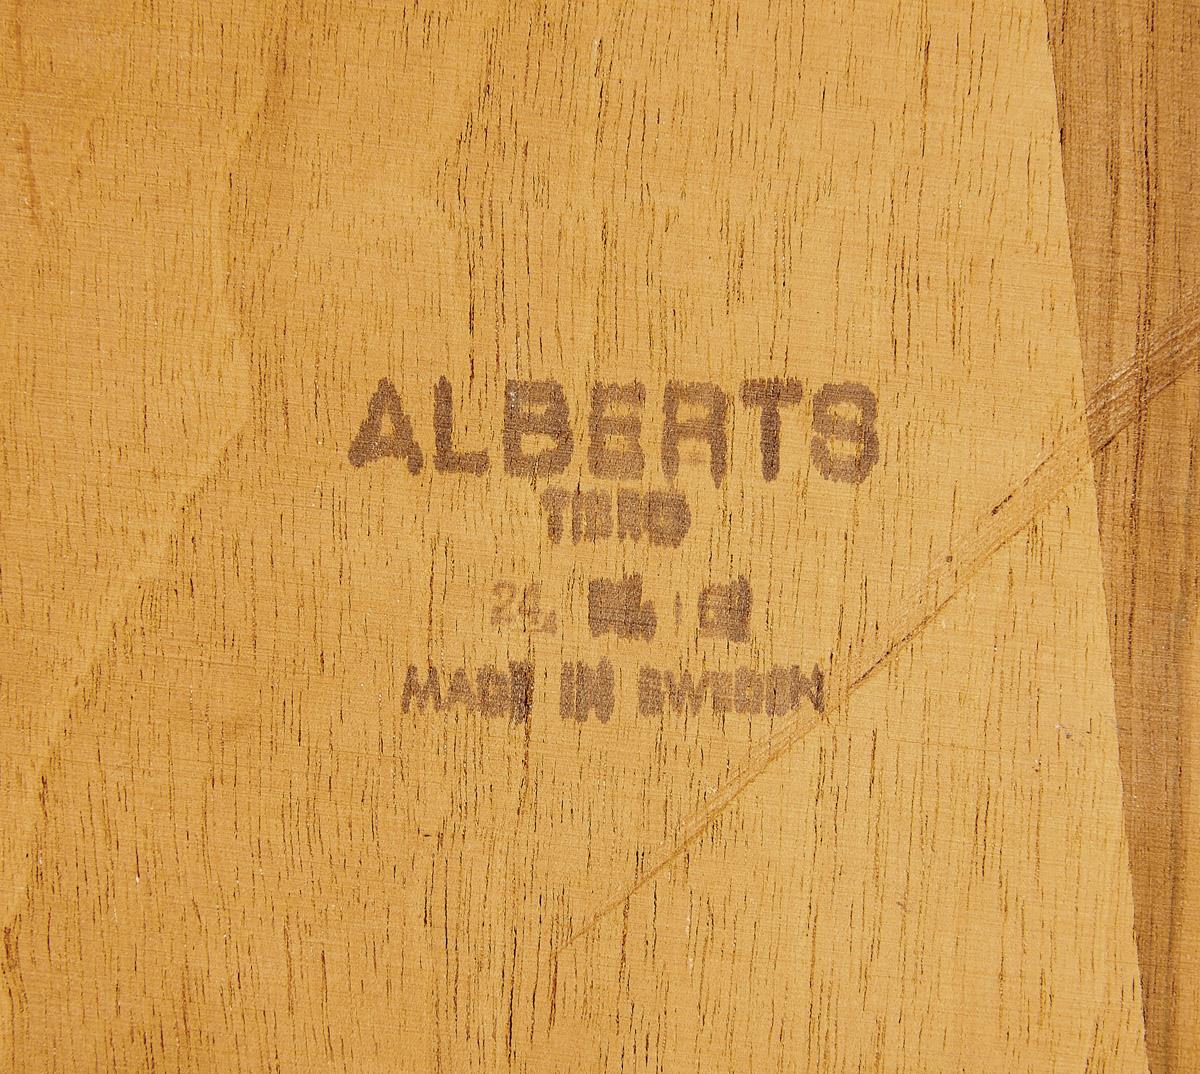 ALBERTS
TIBRO
24.
MADE IN SWEDEN